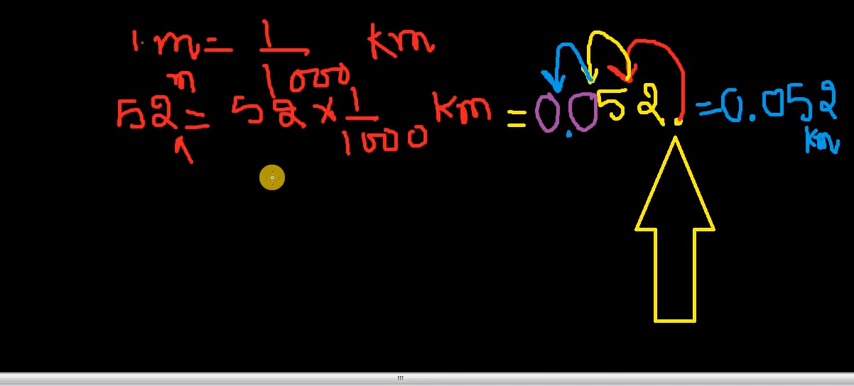 1 m = 1/1000 km
52 m = 52 × 1/1000 km = 0.052. = 0.052 km